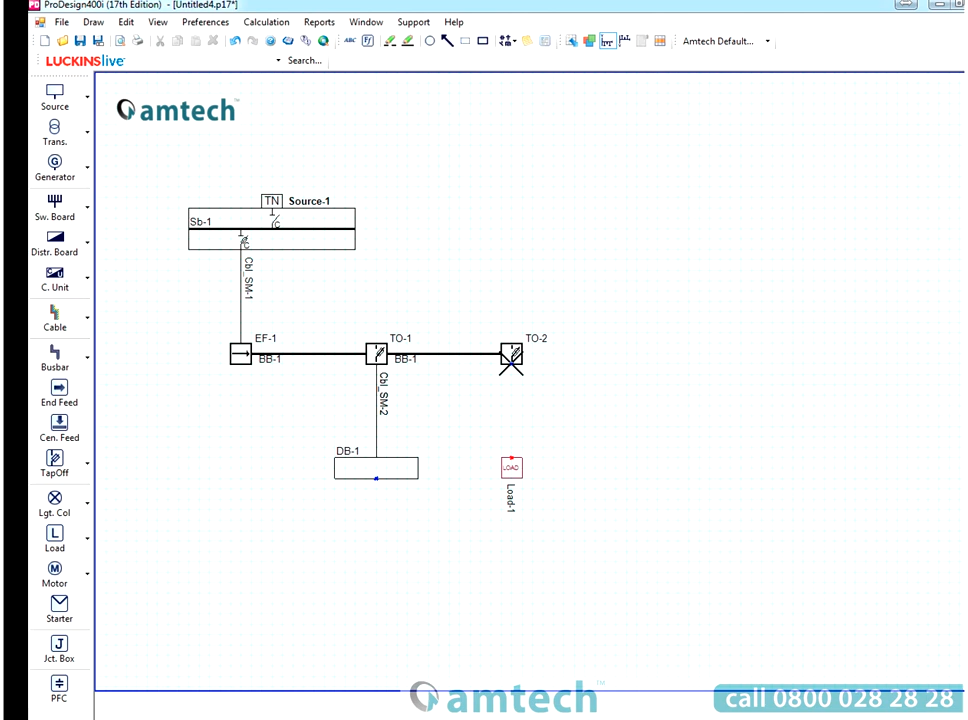 ProDesign400i (17th Edition) - [Untitled4.p17*]
File Draw Edit View Preferences Calculation Reports Window Support Help
ABC Amtech Default...
LUCKINSlive Search...
Source
Trans.
G
Generator
Sw. Board
Distr. Board
C. Unit
Cable
Busbar
End Feed
Cen. Feed
TapOff
Lgt. Col
L
Load
M
Motor
Starter
J
Jct. Box
PFC
amtech™
TN Source-1
Sb-1
Cbl_SM-1
EF-1 TO-1 TO-2
BB-1 BB-1
Cbl_SM-2
DB-1
LOAD
Load-1
amtech™
call 0800 028 28 28